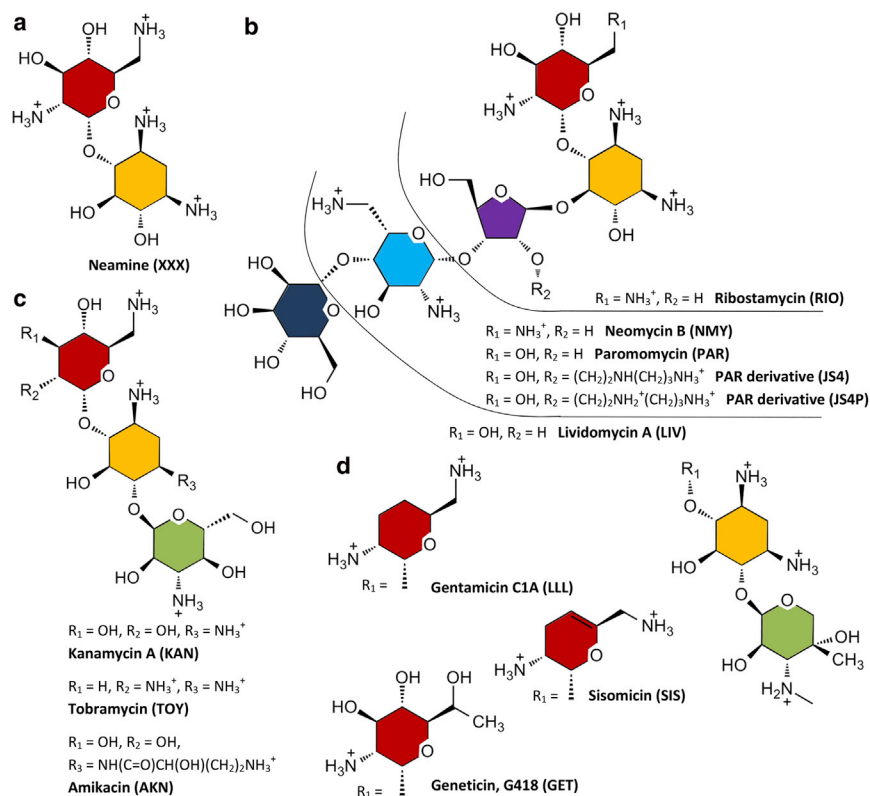 a
OH
NH₃⁺
HO
O
H₃N⁺
O
NH₃⁺
HO
NH₃⁺
OH
Neamine (XXX)
b
R₁
OH
HO
O
H₃N⁺
O
NH₃⁺
HO
O
O
NH₃⁺
OH
H₃N⁺
O
O
O
R₂
OH
O
HO
NH₃⁺
HO
HO
O
HO
R₁ = NH₃⁺, R₂ = H Ribostamycin (RIO)
R₁ = NH₃⁺, R₂ = H Neomycin B (NMY)
R₁ = OH, R₂ = H Paromomycin (PAR)
R₁ = OH, R₂ = (CH₂)₂NH(CH₂)₃NH₃⁺ PAR derivative (JS4)
R₁ = OH, R₂ = (CH₂)₂NH₂⁺(CH₂)₃NH₃⁺ PAR derivative (JS4P)
R₁ = OH, R₂ = H Lividomycin A (LIV)
c
OH
NH₃⁺
R₁
O
R₂
O
NH₃⁺
HO
R₃
O
O
OH
HO
OH
NH₃⁺
R₁ = OH, R₂ = OH, R₃ = NH₃⁺
Kanamycin A (KAN)
R₁ = H, R₂ = NH₃⁺, R₃ = NH₃⁺
Tobramycin (TOY)
R₁ = OH, R₂ = OH,
R₃ = NH(C=O)CH(OH)(CH₂)₂NH₃⁺
Amikacin (AKN)
d
NH₃⁺
O
H₃N⁺
R₁ =
Gentamicin C1A (LLL)
NH₃⁺
O
H₃N⁺
R₁ =
Sisomicin (SIS)
OH
OH
HO
CH₃
O
H₃N⁺
R₁ =
Geneticin, G418 (GET)
R₁
O
NH₃⁺
HO
NH₃⁺
O
O
OH
HO
CH₃
H₂N⁺